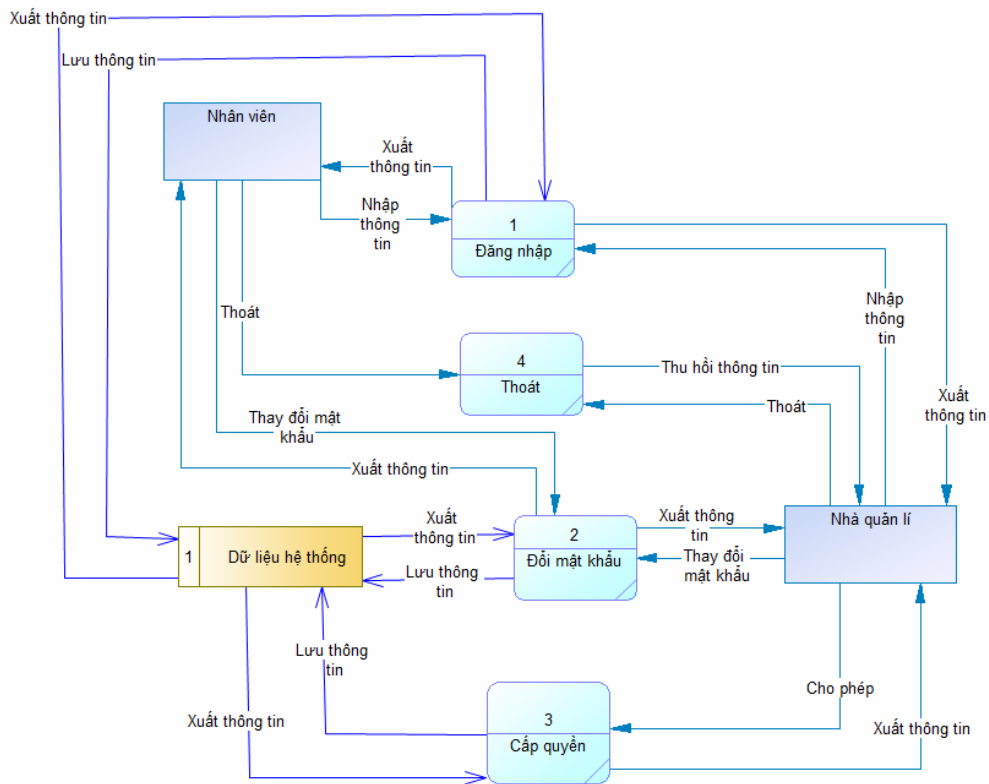 Xuất thông tin
Lưu thông tin
Nhân viên
Xuất
thông tin
Nhập
thông
tin
1
Đăng nhập
Nhập
thông
tin
Thoát
4
Thoát
Thu hồi thông tin
Thoát
Xuất
thông tin
Thay đổi mật
khẩu
Xuất thông tin
1
Dữ liệu hệ thống
Xuất
thông tin
Lưu thông
tin
2
Đổi mật khẩu
Xuất thông
tin
Thay đổi
mật khẩu
Nhà quản lí
Lưu thông
tin
Cho phép
Xuất thông tin
3
Cấp quyền
Xuất thông tin